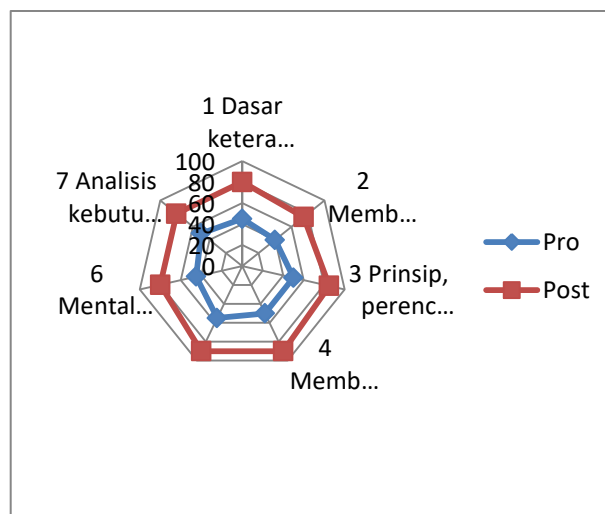 1 Dasar
ketera...
2
Memb...
3 Prinsip,
perenc...
4
Memb...
6
Mental...
7 Analisis
kebutu...
100
80
60
40
20
0
Pro
Post